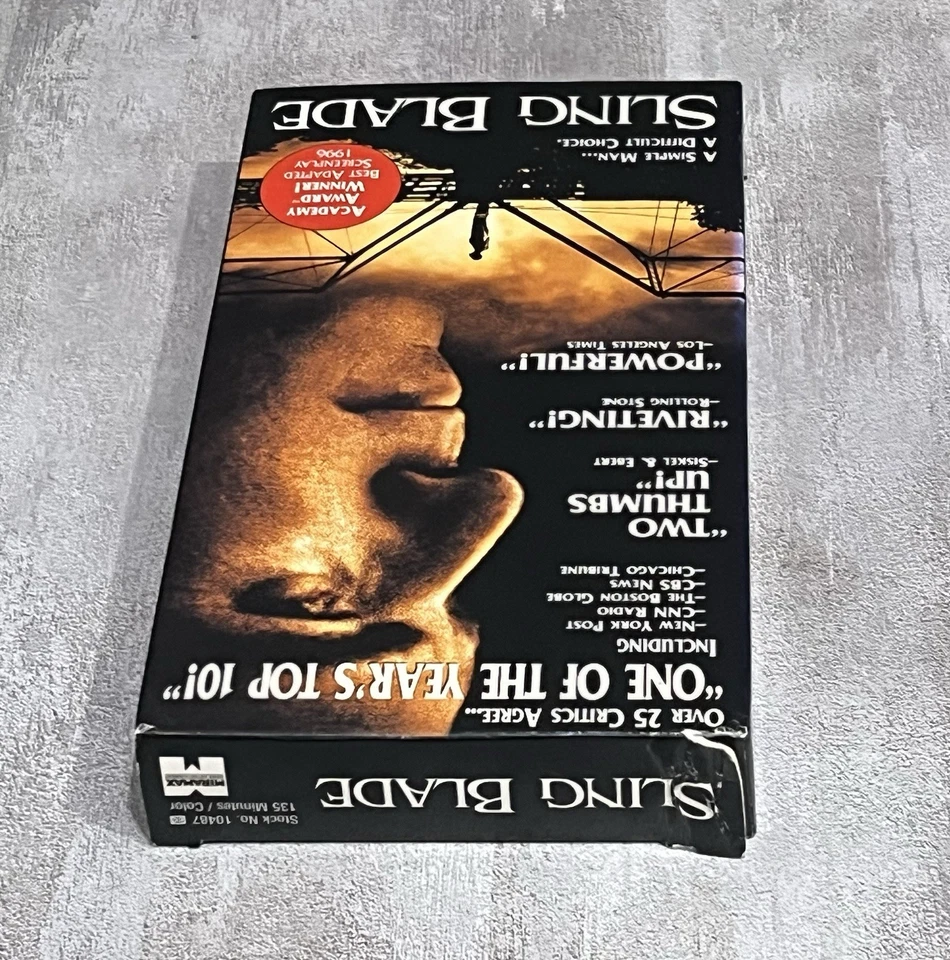 OVER 25 CRITICS AGREE...
"ONE OF THE YEAR'S TOP 10!"
INCLUDING
–NEW YORK POST
–CNN RADIO
–THE BOSTON GLOBE
–CBS NEWS
–CHICAGO TRIBUNE
"TWO
THUMBS
UP!"
–SISKEL & EBERT
"RIVETING!"
–ROLLING STONE
"POWERFUL!"
–LOS ANGELES TIMES
ACADEMY
AWARD™
WINNER!
BEST ADAPTED
SCREENPLAY
1996
A SIMPLE MAN...
A DIFFICULT CHOICE.
SLING BLADE
SLING BLADE
Stock No. 10487
135 Minutes / Color
MIRAMAX